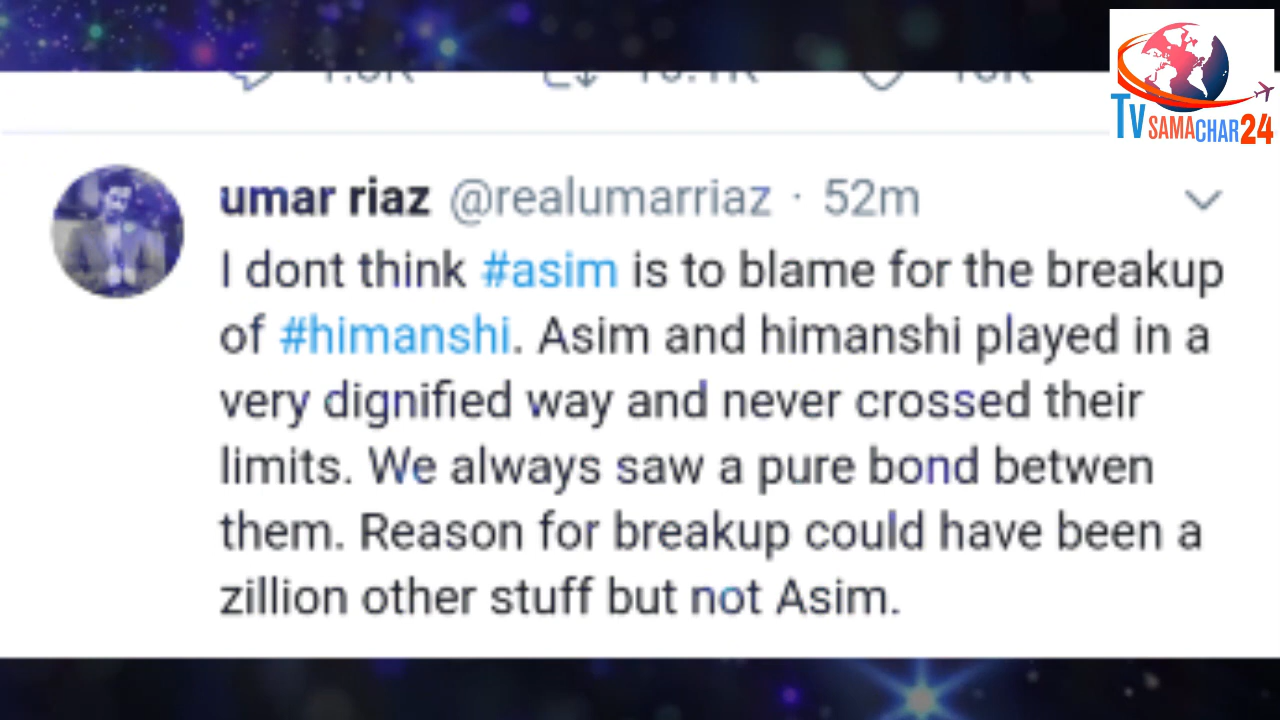 TV SAMACHAR24
umar riaz @realumarriaz · 52m
I dont think #asim is to blame for the breakup
of #himanshi. Asim and himanshi played in a
very dignified way and never crossed their
limits. We always saw a pure bond betwen
them. Reason for breakup could have been a
zillion other stuff but not Asim.